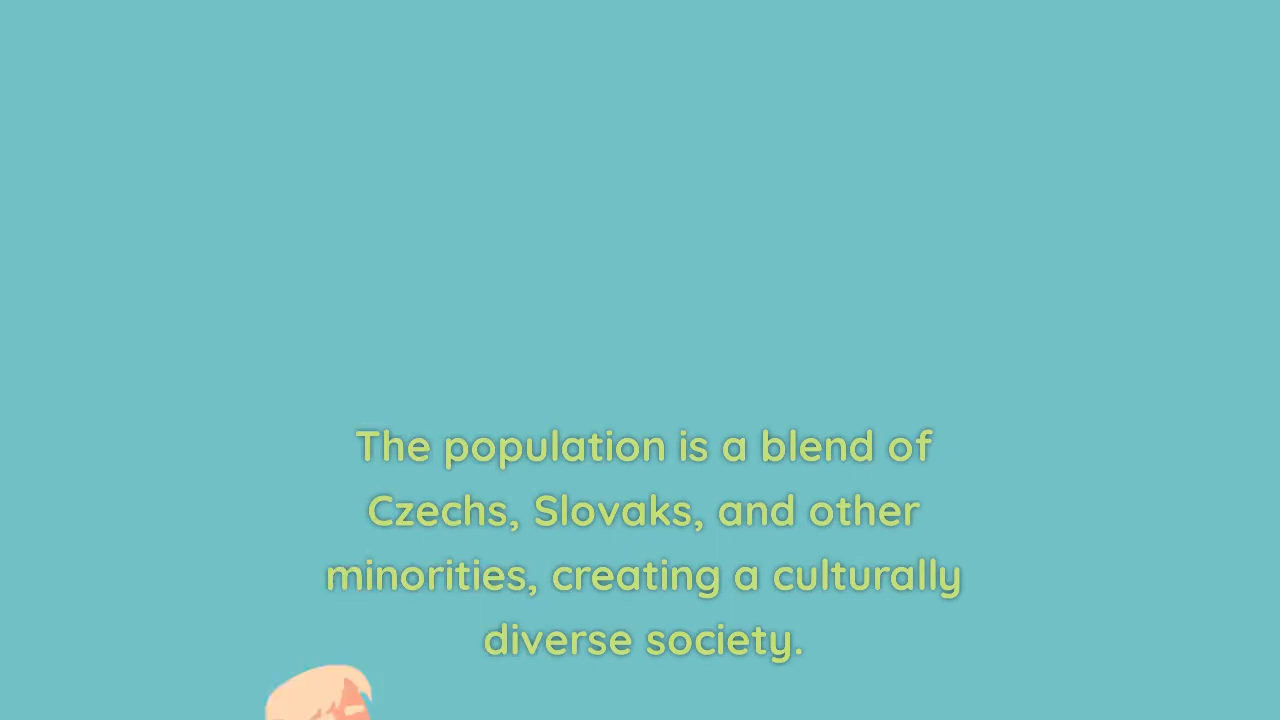 The population is a blend of
Czechs, Slovaks, and other
minorities, creating a culturally
diverse society.